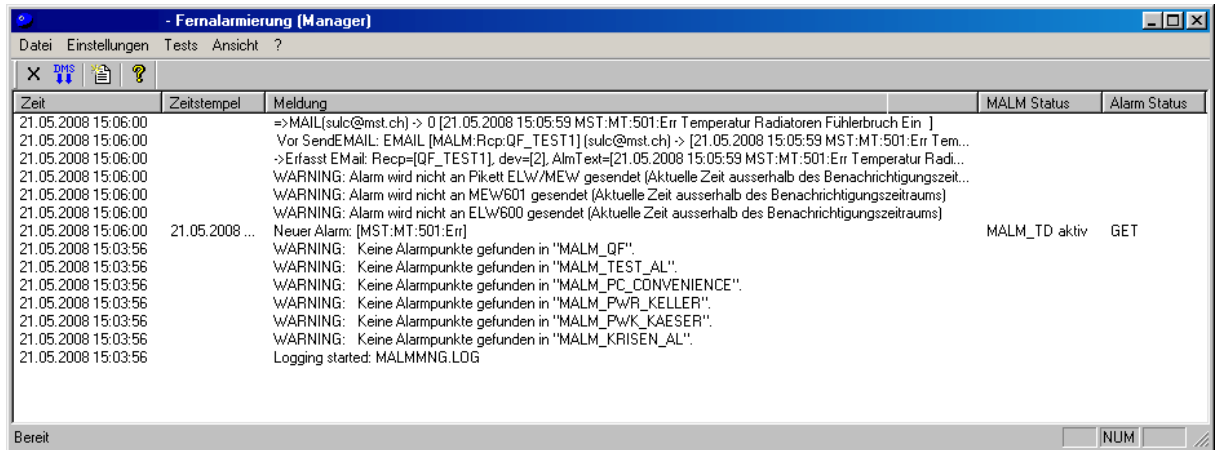 - Fernalarmierung (Manager)
Datei Einstellungen Tests Ansicht ?
DMS
Zeit Zeitstempel Meldung MALM Status Alarm Status
21.05.2008 15:06:00 =>MAIL(sulc@mst.ch) -> 0 [21.05.2008 15:05:59 MST:MT:501:Err Temperatur Radiatoren Fühlerbruch Ein ]
21.05.2008 15:06:00 Vor SendEMAIL: EMAIL [MALM:Rcp:QF_TEST1] (sulc@mst.ch) -> [21.05.2008 15:05:59 MST:MT:501:Err Tem...
21.05.2008 15:06:00 ->Erfasst EMail: Recp=[QF_TEST1], dev=[2], AlmText=[21.05.2008 15:05:59 MST:MT:501:Err Temperatur Radi...
21.05.2008 15:06:00 WARNING: Alarm wird nicht an Pikett ELW/MEW gesendet (Aktuelle Zeit ausserhalb des Benachrichtigungszeit...
21.05.2008 15:06:00 WARNING: Alarm wird nicht an MEW601 gesendet (Aktuelle Zeit ausserhalb des Benachrichtigungszeitraums)
21.05.2008 15:06:00 WARNING: Alarm wird nicht an ELW600 gesendet (Aktuelle Zeit ausserhalb des Benachrichtigungszeitraums)
21.05.2008 15:06:00 21.05.2008 ... Neuer Alarm: [MST:MT:501:Err] MALM_TD aktiv GET
21.05.2008 15:03:56 WARNING: Keine Alarmpunkte gefunden in "MALM_QF".
21.05.2008 15:03:56 WARNING: Keine Alarmpunkte gefunden in "MALM_TEST_AL".
21.05.2008 15:03:56 WARNING: Keine Alarmpunkte gefunden in "MALM_PC_CONVENIENCE".
21.05.2008 15:03:56 WARNING: Keine Alarmpunkte gefunden in "MALM_PWR_KELLER".
21.05.2008 15:03:56 WARNING: Keine Alarmpunkte gefunden in "MALM_PWK_KAESER".
21.05.2008 15:03:56 WARNING: Keine Alarmpunkte gefunden in "MALM_KRISEN_AL".
21.05.2008 15:03:56 Logging started: MALMMNG.LOG
Bereit NUM